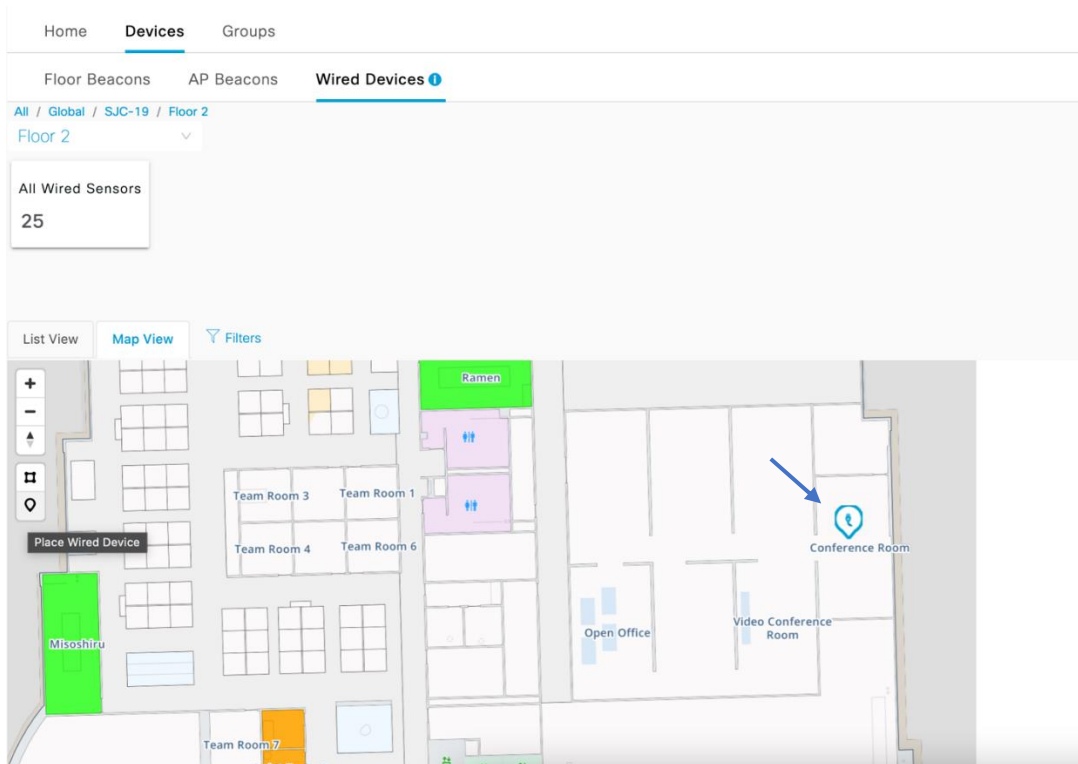 Home Devices Groups
Floor Beacons AP Beacons Wired Devices
All / Global / SJC-19 / Floor 2
Floor 2
All Wired Sensors
25
List View Map View Filters
+
−
Place Wired Device
Ramen
Team Room 3 Team Room 1
Team Room 4 Team Room 6
Conference Room
Misoshiru
Open Office
Video Conference
Room
Team Room 7